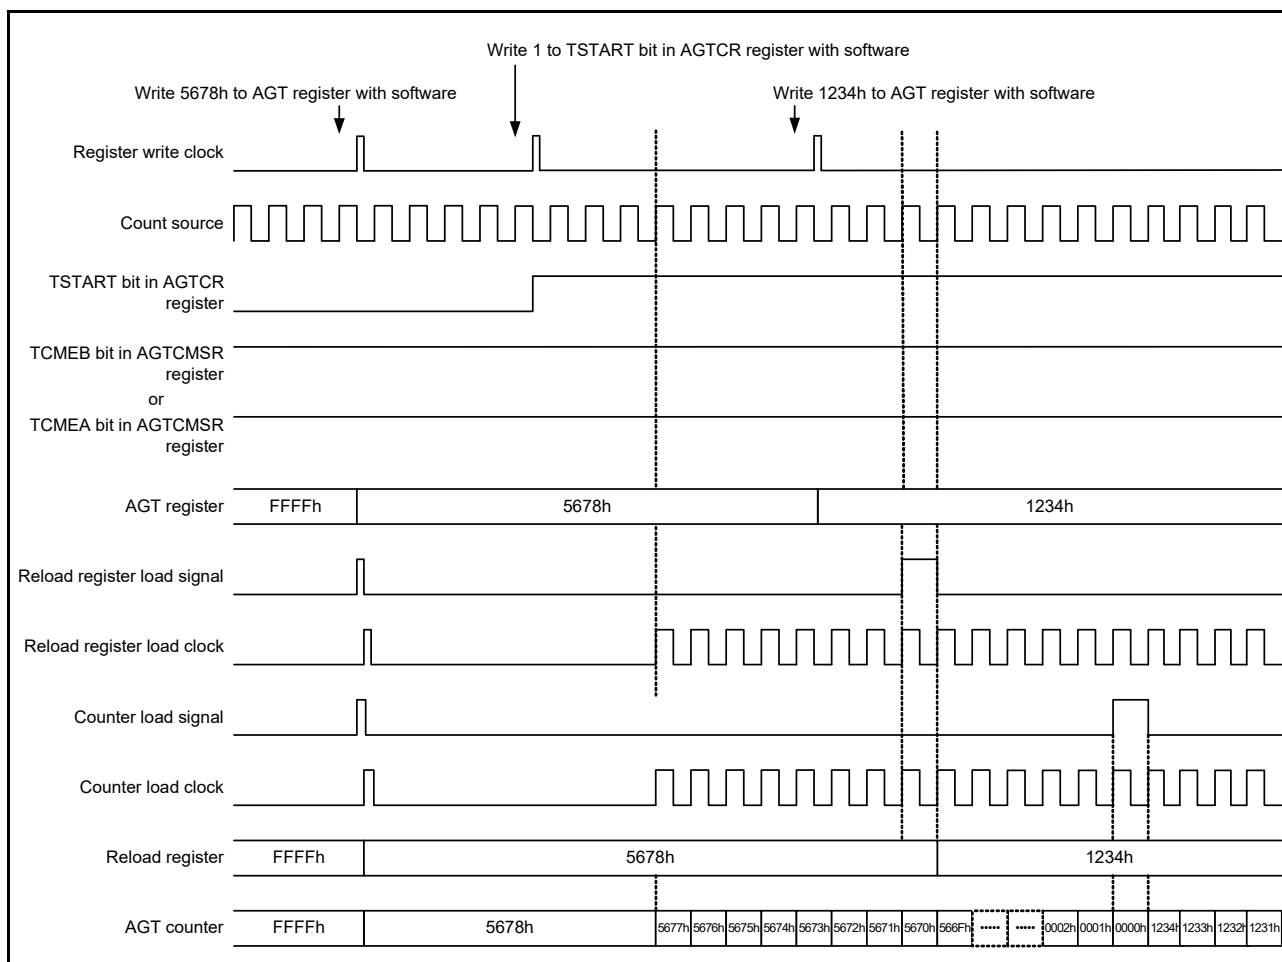 Write 1 to TSTART bit in AGTCR register with software
Write 5678h to AGT register with software
Write 1234h to AGT register with software
Register write clock
Count source
TSTART bit in AGTCR
register
TCMEB bit in AGTCMSR
register
or
TCMEA bit in AGTCMSR
register
AGT register FFFFh 5678h 1234h
Reload register load signal
Reload register load clock
Counter load signal
Counter load clock
Reload register FFFFh 5678h 1234h
AGT counter FFFFh 5678h 5677h 5676h 5675h 5674h 5673h 5672h 5671h 5670h 566Fh ····· ····· 0002h 0001h 0000h 1234h 1233h 1232h 1231h